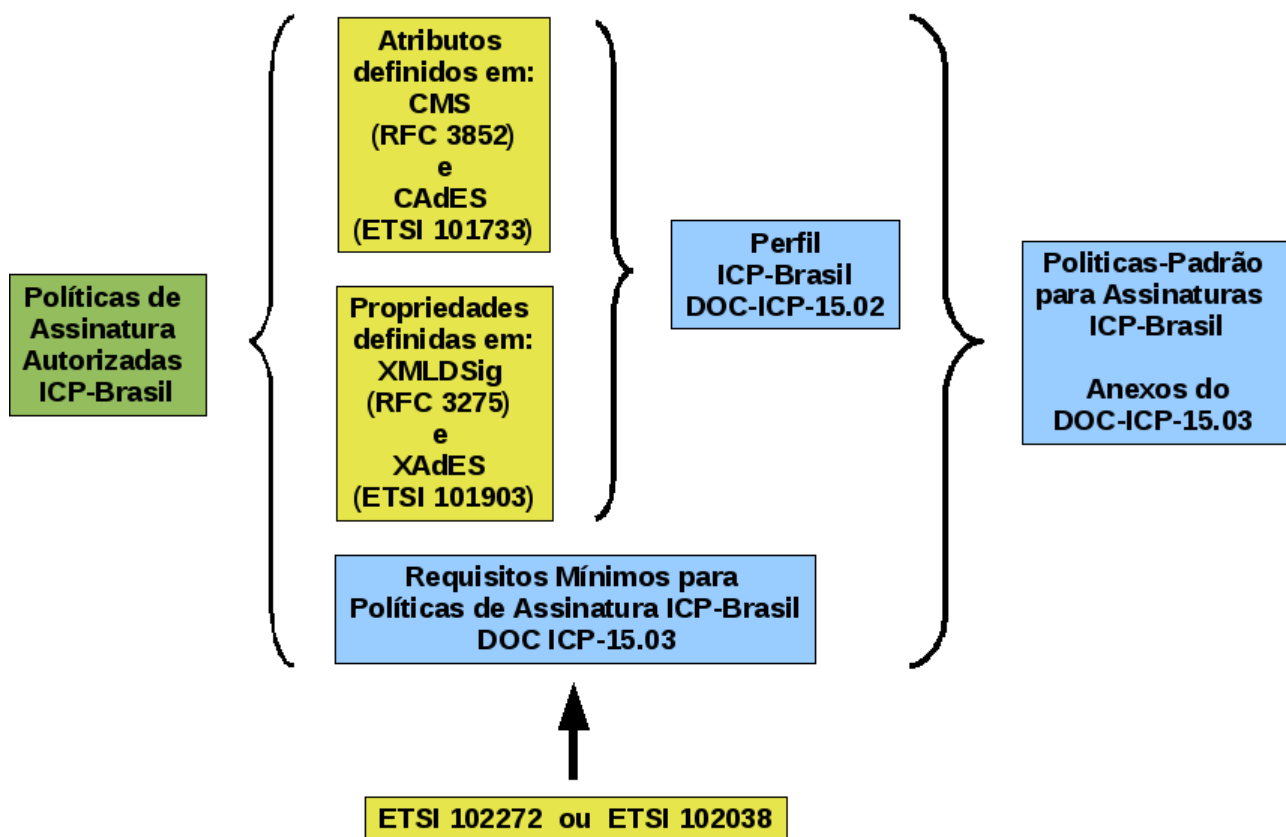 Políticas de
Assinatura
Autorizadas
ICP-Brasil
Atributos
definidos em:
CMS
(RFC 3852)
e
CAdES
(ETSI 101733)
Propriedades
definidas em:
XMLDSig
(RFC 3275)
e
XAdES
(ETSI 101903)
Requisitos Mínimos para
Políticas de Assinatura ICP-Brasil
DOC ICP-15.03
ETSI 102272 ou ETSI 102038
Perfil
ICP-Brasil
DOC-ICP-15.02
Politicas-Padrão
para Assinaturas
ICP-Brasil
Anexos do
DOC-ICP-15.03